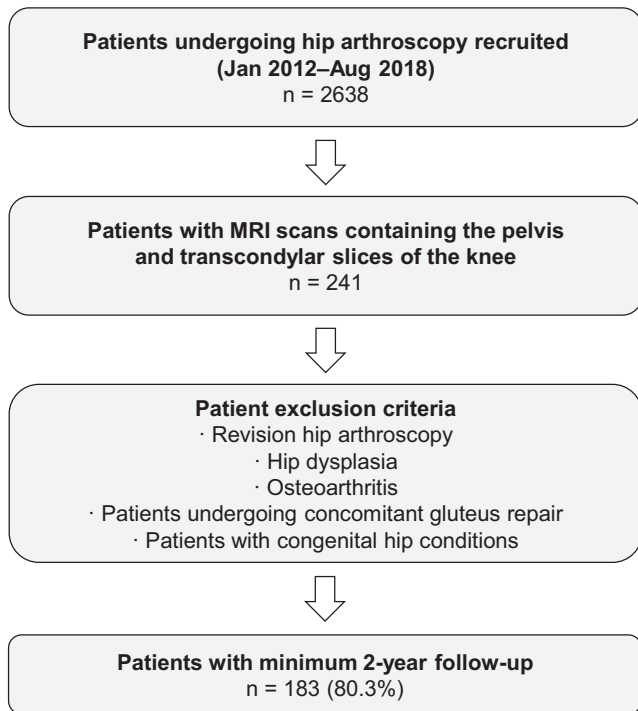 Patients undergoing hip arthroscopy recruited
(Jan 2012–Aug 2018)
n = 2638
Patients with MRI scans containing the pelvis
and transcondylar slices of the knee
n = 241
Patient exclusion criteria
· Revision hip arthroscopy
· Hip dysplasia
· Osteoarthritis
· Patients undergoing concomitant gluteus repair
· Patients with congenital hip conditions
Patients with minimum 2-year follow-up
n = 183 (80.3%)